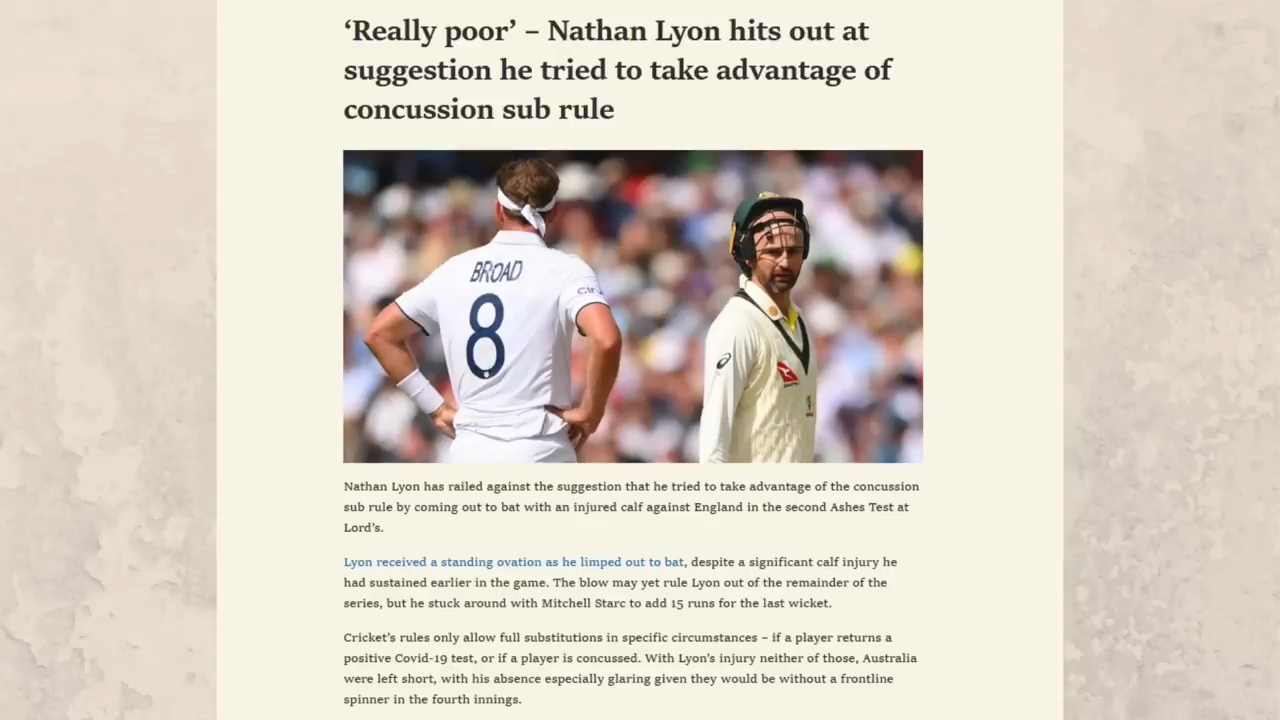 ‘Really poor’ – Nathan Lyon hits out at
suggestion he tried to take advantage of
concussion sub rule
BROAD
8
Nathan Lyon has railed against the suggestion that he tried to take advantage of the concussion
sub rule by coming out to bat with an injured calf against England in the second Ashes Test at
Lord’s.
Lyon received a standing ovation as he limped out to bat, despite a significant calf injury he
had sustained earlier in the game. The blow may yet rule Lyon out of the remainder of the
series, but he stuck around with Mitchell Starc to add 15 runs for the last wicket.
Cricket’s rules only allow full substitutions in specific circumstances – if a player returns a
positive Covid-19 test, or if a player is concussed. With Lyon’s injury neither of those, Australia
were left short, with his absence especially glaring given they would be without a frontline
spinner in the fourth innings.